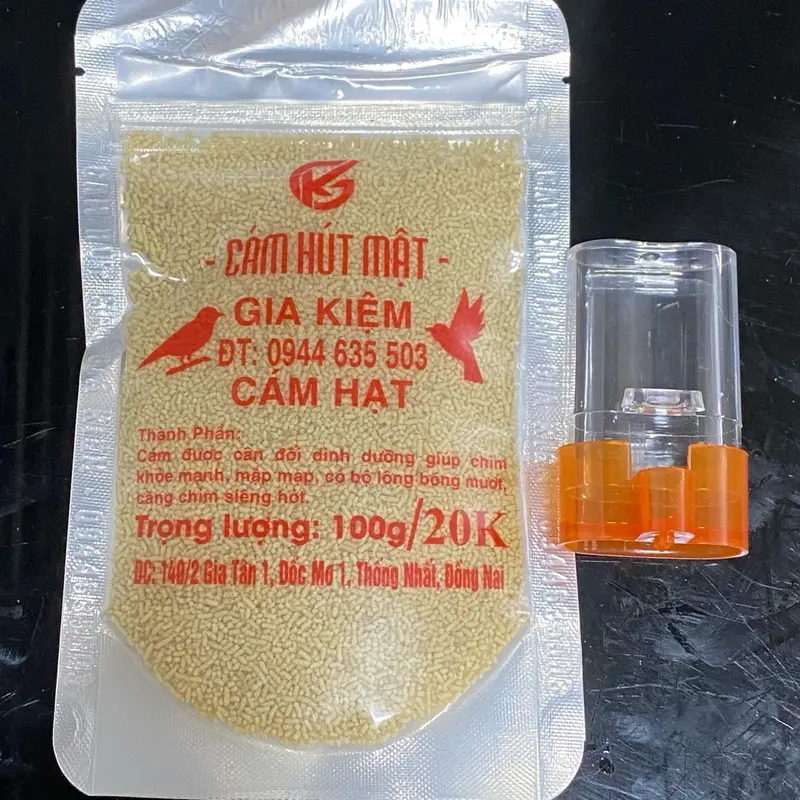 KG
- CÁM HÚT MẬT -
GIA KIỆM
ĐT: 0944 635 503
CÁM HẠT
Thành Phần:
Cám được cân đối dinh dưỡng giúp chim
khỏe mạnh, mập mạp, có bộ lông bóng mượt,
căng chim siêng hót.
Trọng lượng: 100g/20K
ĐC: 140/2 Gia Tân 1, Dốc Mơ 1, Thống Nhất, Đồng Nai